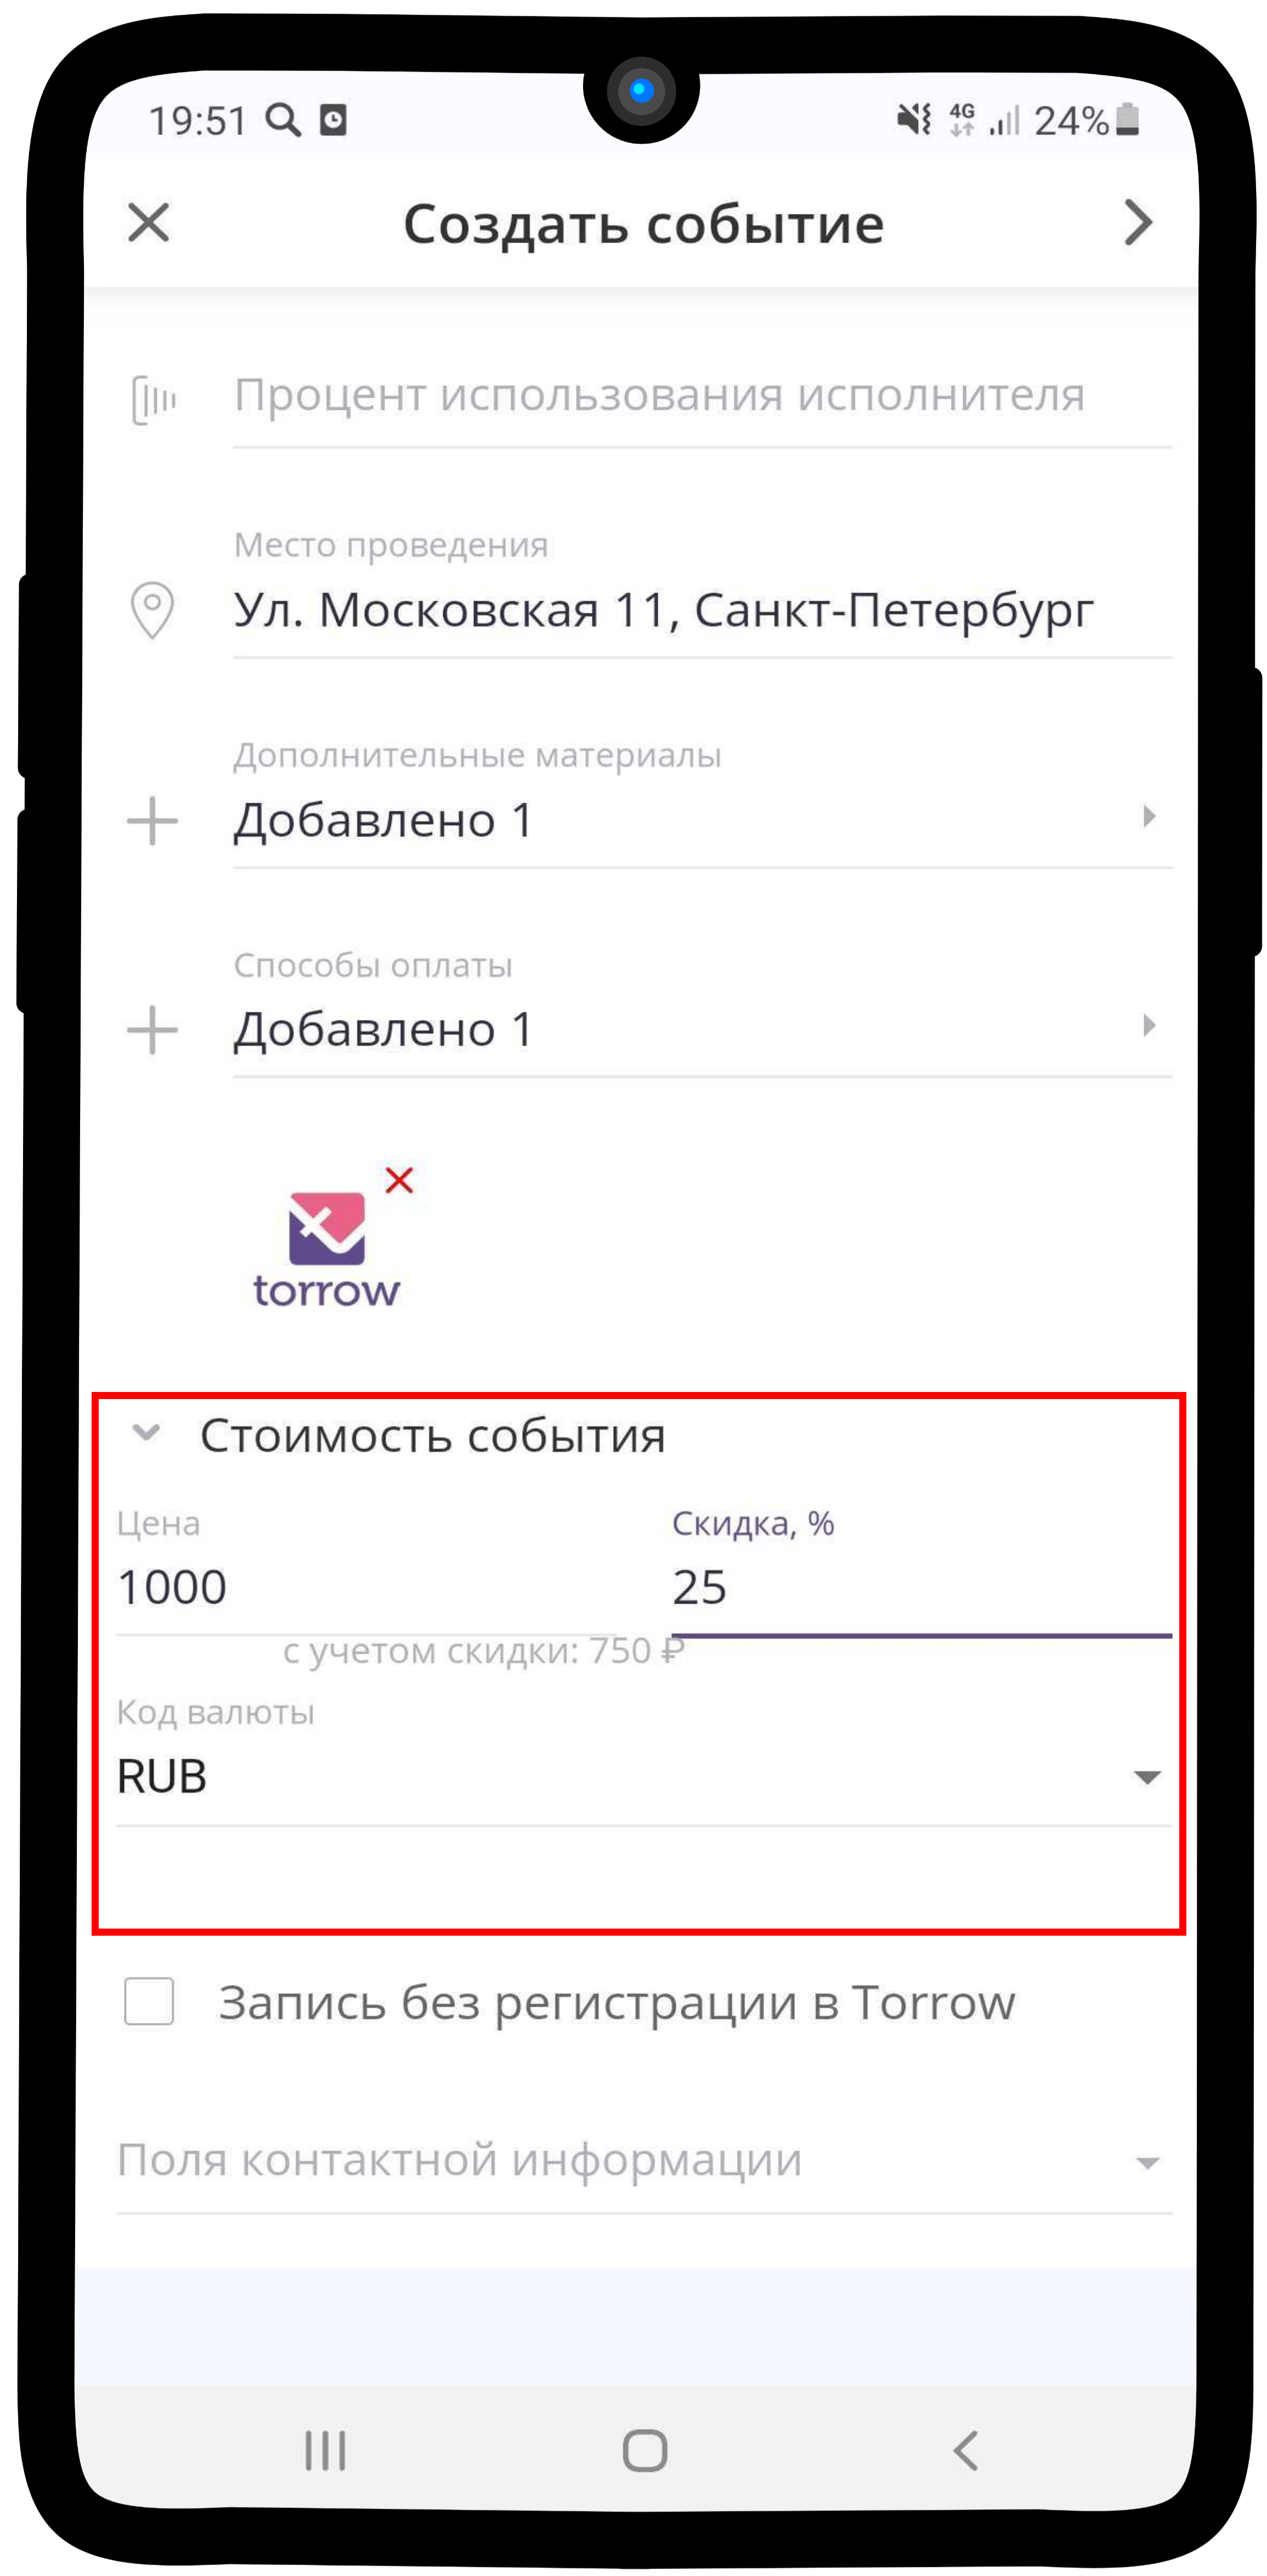 19:51 4G 24%
Создать событие
Процент использования исполнителя
Место проведения
Ул. Московская 11, Санкт-Петербург
Дополнительные материалы
Добавлено 1
Способы оплаты
Добавлено 1
torrow
Стоимость события
Цена Скидка, %
1000 25
с учетом скидки: 750 ₽
Код валюты
RUB
Запись без регистрации в Torrow
Поля контактной информации